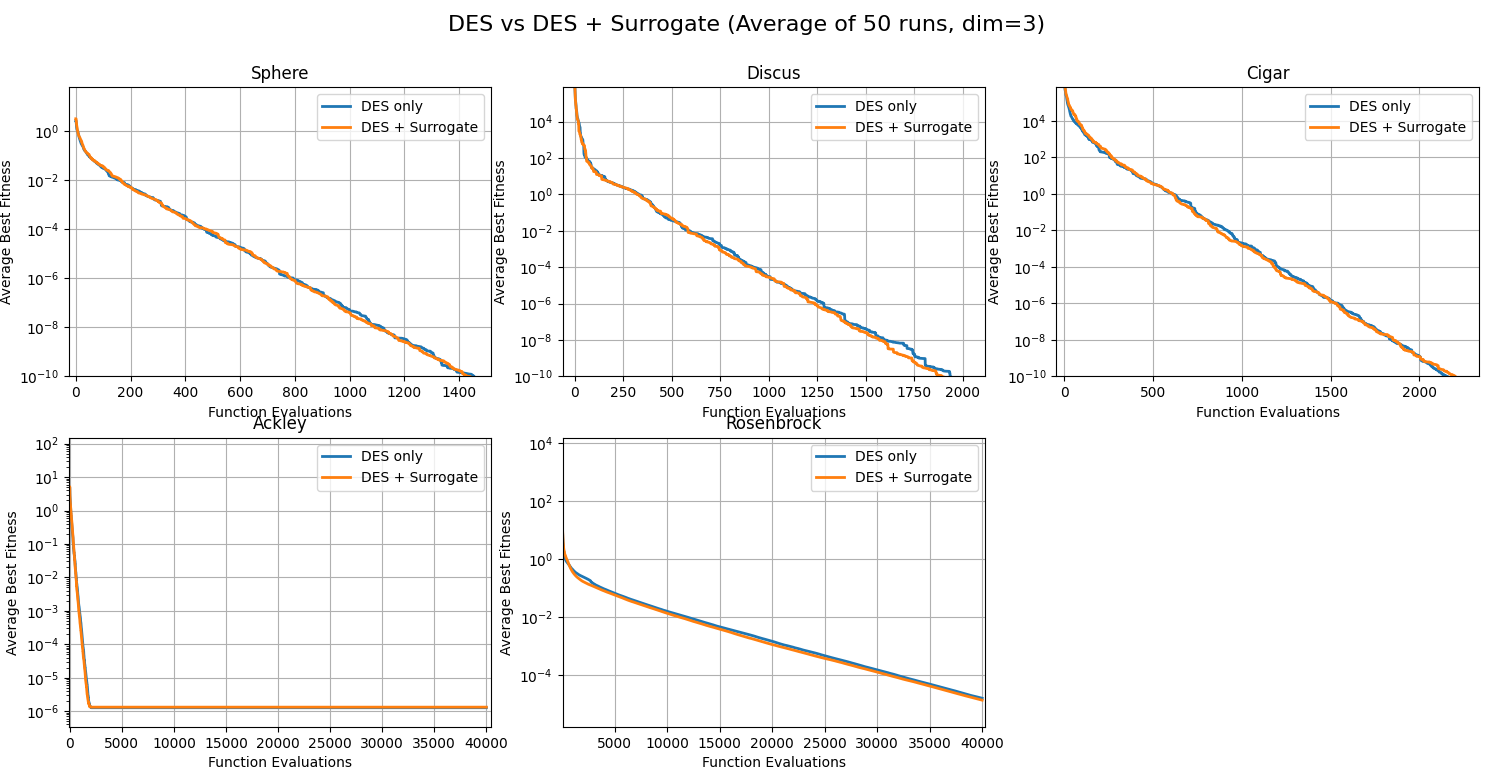 DES vs DES + Surrogate (Average of 50 runs, dim=3)
Sphere
DES only
DES + Surrogate
Average Best Fitness
10^0
10^-2
10^-4
10^-6
10^-8
10^-10
0 200 400 600 800 1000 1200 1400
Function Evaluations
Discus
DES only
DES + Surrogate
Average Best Fitness
10^4
10^2
10^0
10^-2
10^-4
10^-6
10^-8
10^-10
0 250 500 750 1000 1250 1500 1750 2000
Function Evaluations
Cigar
DES only
DES + Surrogate
Average Best Fitness
10^4
10^2
10^0
10^-2
10^-4
10^-6
10^-8
10^-10
0 500 1000 1500 2000
Function Evaluations
Ackley
DES only
DES + Surrogate
Average Best Fitness
10^2
10^1
10^0
10^-1
10^-2
10^-3
10^-4
10^-5
10^-6
0 5000 10000 15000 20000 25000 30000 35000 40000
Function Evaluations
Rosenbrock
DES only
DES + Surrogate
Average Best Fitness
10^4
10^2
10^0
10^-2
10^-4
5000 10000 15000 20000 25000 30000 35000 40000
Function Evaluations